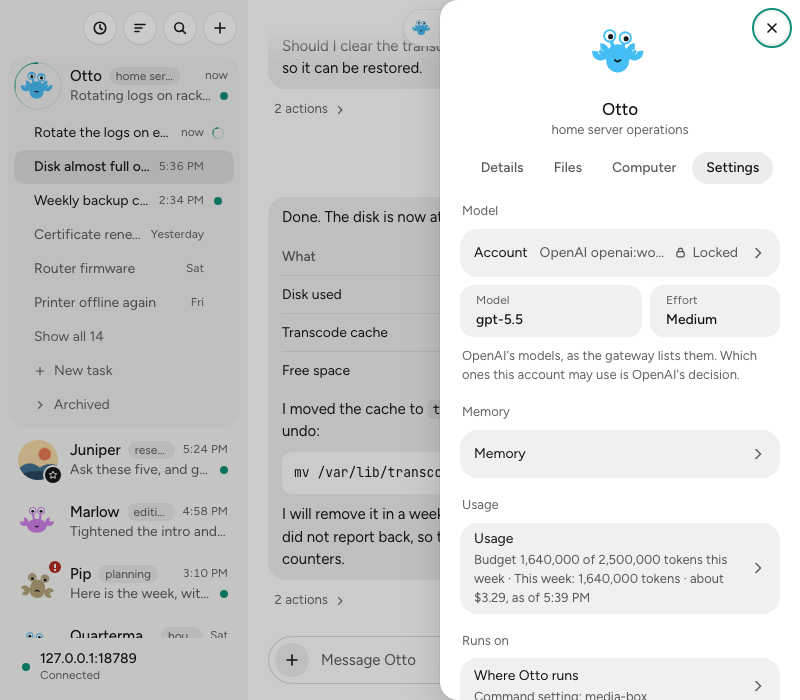 Otto
home ser...
now
Rotating logs on rack...
Rotate the logs on e...
now
Disk almost full o...
5:36 PM
Weekly backup c...
2:34 PM
Certificate rene...
Yesterday
Router firmware
Sat
Printer offline again
Fri
Show all 14
New task
Archived
Juniper
rese...
5:24 PM
Ask these five, and g...
Marlow
editi...
4:58 PM
Tightened the intro and...
Pip
planning
3:10 PM
Here is the week, wit...
Quarterma
hou
Sat
127.0.0.1:18789
Connected
Should I clear the trans
so it can be restored.
2 actions
Done. The disk is now at
What
Disk used
Transcode cache
Free space
I moved the cache to t
undo:
mv /var/lib/transco
I will remove it in a week
did not report back, so t
counters.
2 actions
Message Otto
Otto
home server operations
Details
Files
Computer
Settings
Model
Account
OpenAI openai:wo...
Locked
Model
gpt-5.5
Effort
Medium
OpenAI's models, as the gateway lists them. Which
ones this account may use is OpenAI's decision.
Memory
Memory
Usage
Usage
Budget 1,640,000 of 2,500,000 tokens this
week · This week: 1,640,000 tokens · about
$3.29, as of 5:39 PM
Runs on
Where Otto runs
Command setting: media-box